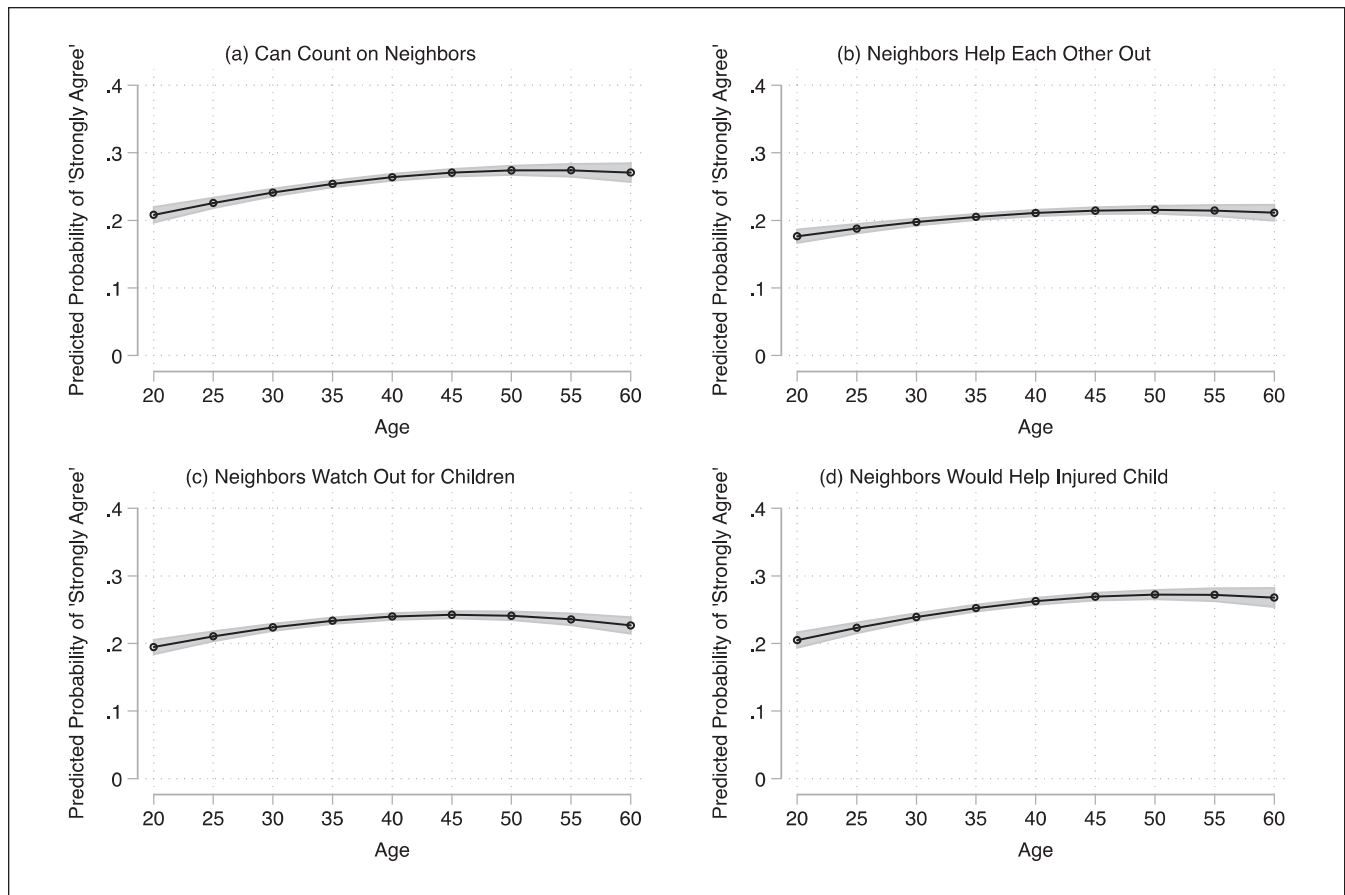 (a) Can Count on Neighbors
Predicted Probability of 'Strongly Agree'
.4
.3
.2
.1
0
20 25 30 35 40 45 50 55 60
Age
(b) Neighbors Help Each Other Out
Predicted Probability of 'Strongly Agree'
.4
.3
.2
.1
0
20 25 30 35 40 45 50 55 60
Age
(c) Neighbors Watch Out for Children
Predicted Probability of 'Strongly Agree'
.4
.3
.2
.1
0
20 25 30 35 40 45 50 55 60
Age
(d) Neighbors Would Help Injured Child
Predicted Probability of 'Strongly Agree'
.4
.3
.2
.1
0
20 25 30 35 40 45 50 55 60
Age